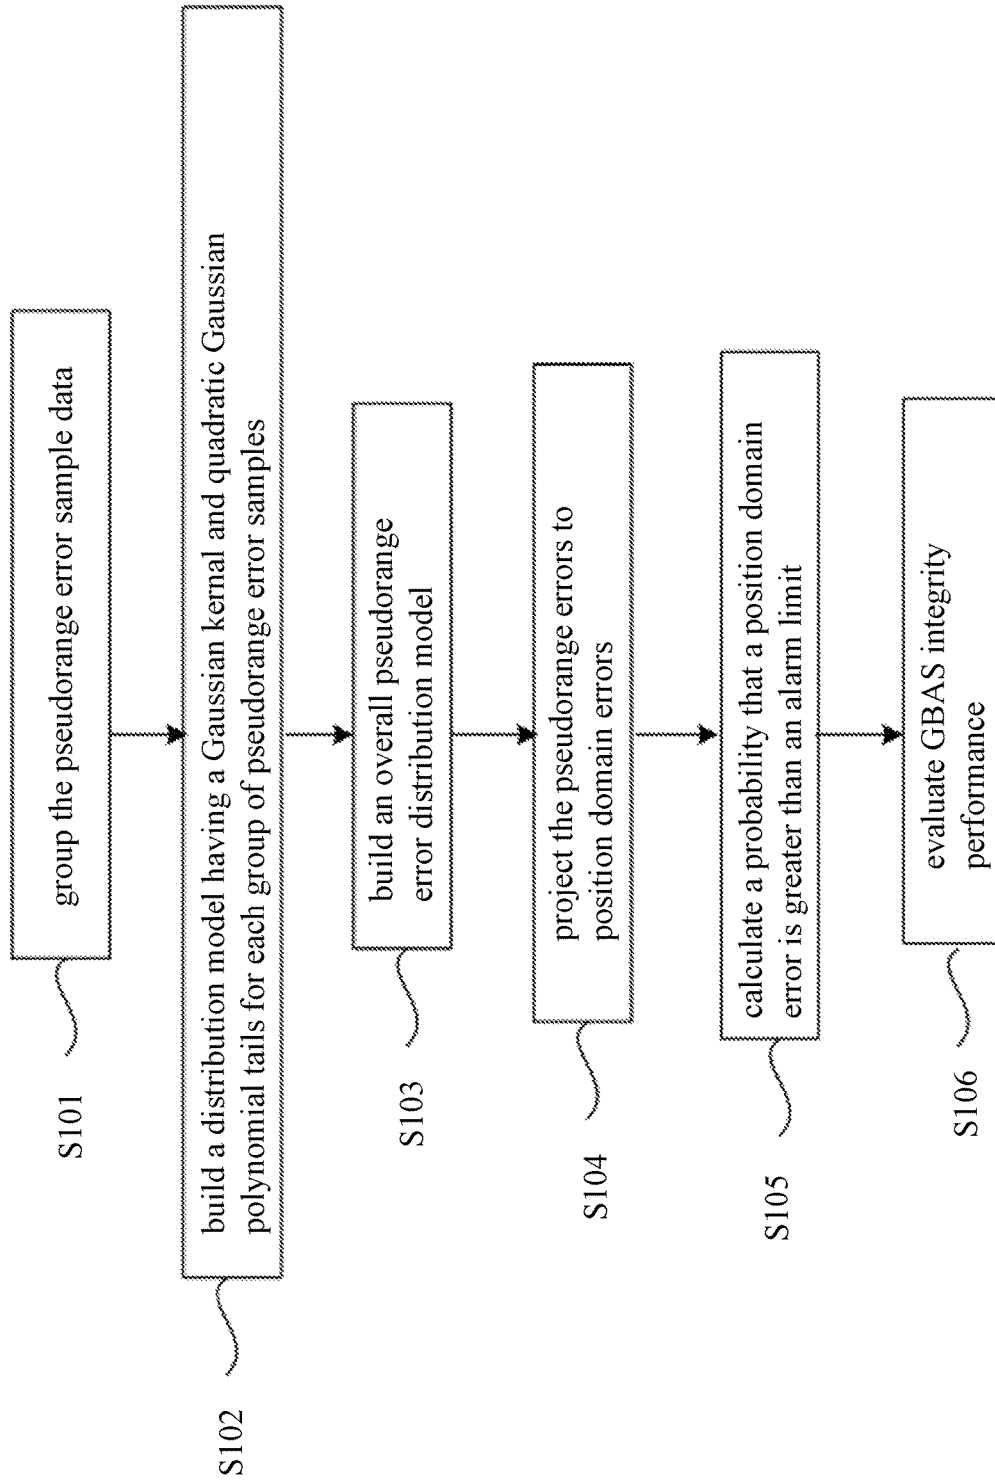 S101
group the pseudorange error sample data
S102
build a distribution model having a Gaussian kernal and quadratic Gaussian
polynomial tails for each group of pseudorange error samples
S103
build an overall pseudorange
error distribution model
S104
project the pseudorange errors to
position domain errors
S105
calculate a probability that a position domain
error is greater than an alarm limit
S106
evaluate GBAS integrity
performance